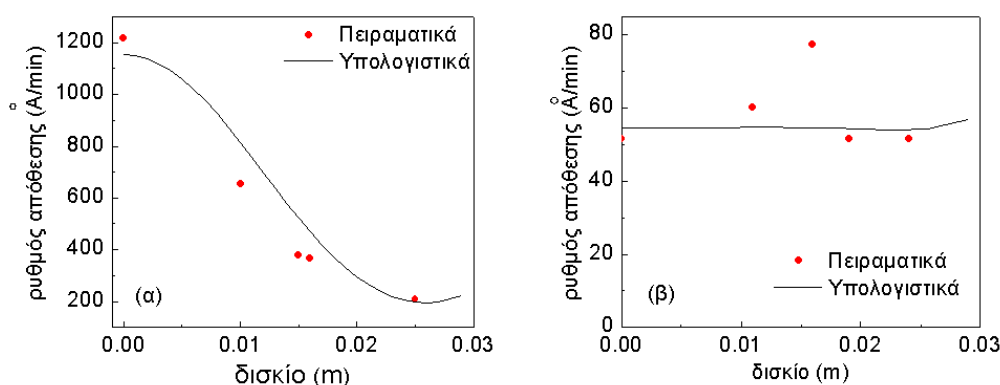 ρυθμός απόθεσης (Å/min)
1200
1000
800
600
400
200
Πειραματικά
Υπολογιστικά
(α)
0.00
0.01
0.02
0.03
δισκίο (m)
ρυθμός απόθεσης (Å/min)
80
60
40
20
0
Πειραματικά
Υπολογιστικά
(β)
0.00
0.01
0.02
0.03
δισκίο (m)